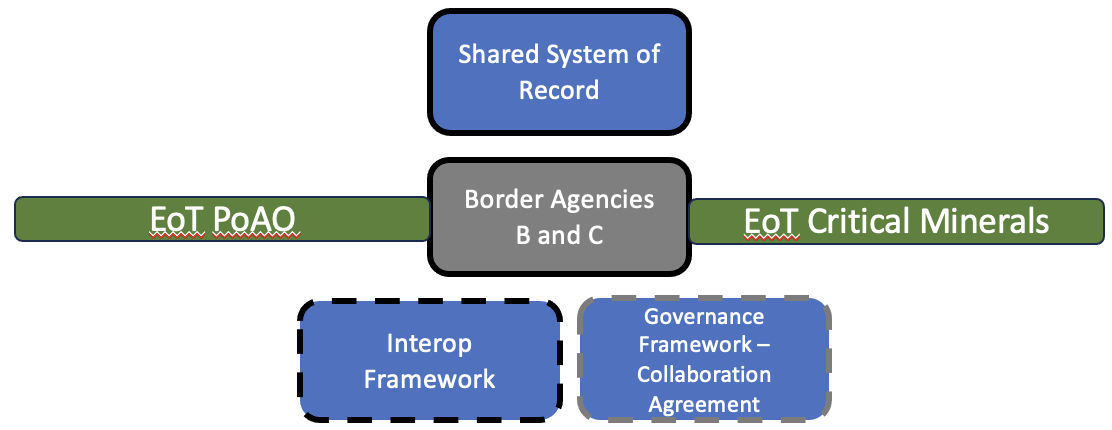 Shared System of
Record
Border Agencies
B and C
EoT PoAO
EoT Critical Minerals
Interop
Framework
Governance
Framework –
Collaboration
Agreement